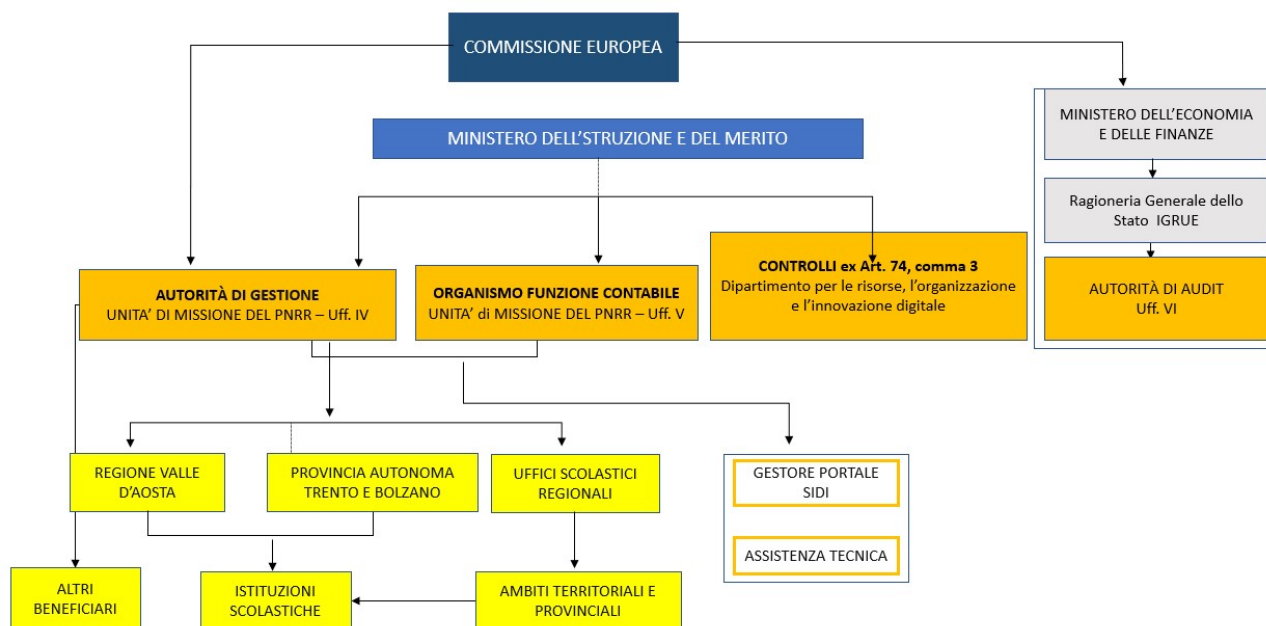 COMMISSIONE EUROPEA
MINISTERO DELL'ECONOMIA
E DELLE FINANZE
MINISTERO DELL'STRUZIONE E DEL MERITO
Ragioneria Generale dello
Stato IGRUE
AUTORITÀ DI GESTIONE
UNITA' DI MISSIONE DEL PNRR – Uff. IV
ORGANISMO FUNZIONE CONTABILE
UNITA' di MISSIONE DEL PNRR – Uff. V
CONTROLLI ex Art. 74, comma 3
Dipartimento per le risorse, l'organizzazione
e l'innovazione digitale
AUTORITÀ DI AUDIT
Uff. VI
REGIONE VALLE
D'AOSTA
PROVINCIA AUTONOMA
TRENTO E BOLZANO
UFFICI SCOLASTICI
REGIONALI
GESTORE PORTALE
SIDI
ASSISTENZA TECNICA
ALTRI
BENEFICIARI
ISTITUZIONI
SCOLASTICHE
AMBITI TERRITORIALI E
PROVINCIALI